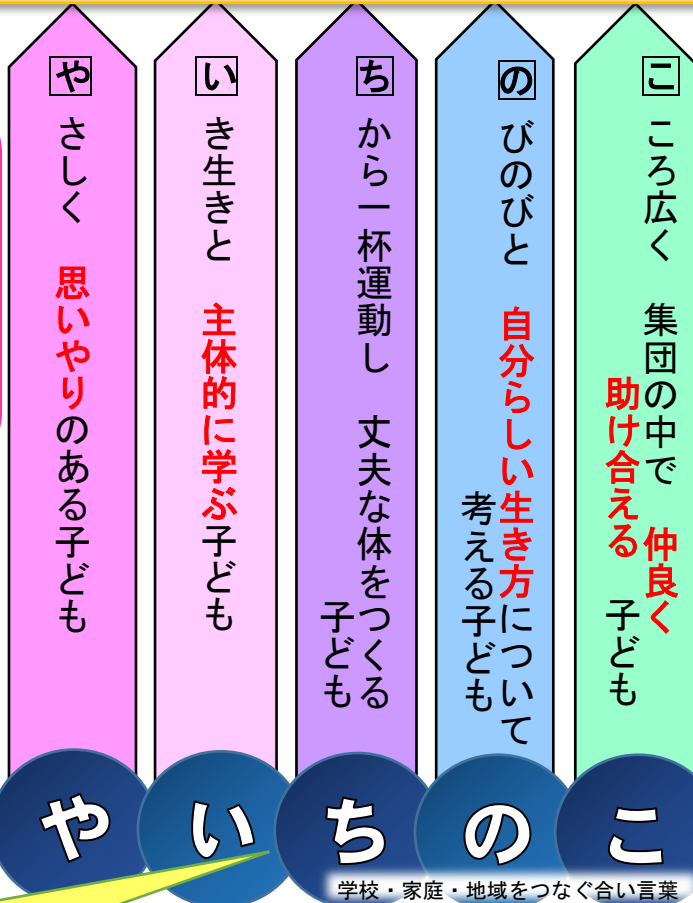 や さしく 思いやりのある子ども
い き生きと 主体的に学ぶ子ども
ち から一杯運動し 丈夫な体をつくる
子ども
の びのびと 自分らしい生き方について
考える子ども
こ ころ広く 集団の中で 仲良く
助け合える 子ども
や
い
ち
の
こ
学校・家庭・地域をつなぐ合い言葉